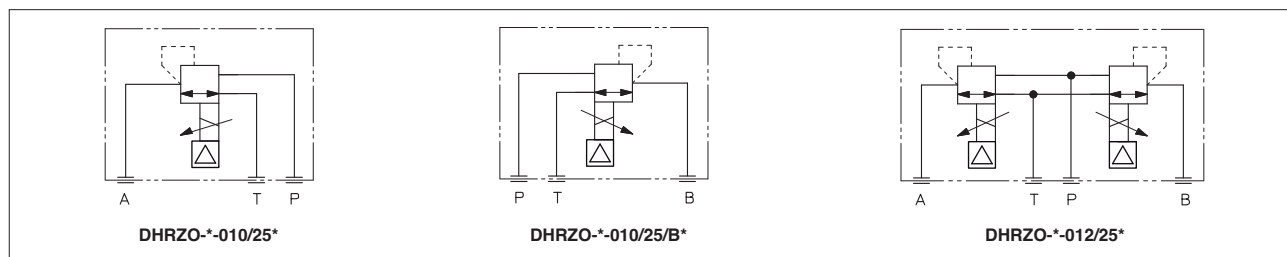 A T P
P T B
A T P B
DHRZO-*-010/25*
DHRZO-*-010/25/B*
DHRZO-*-012/25*